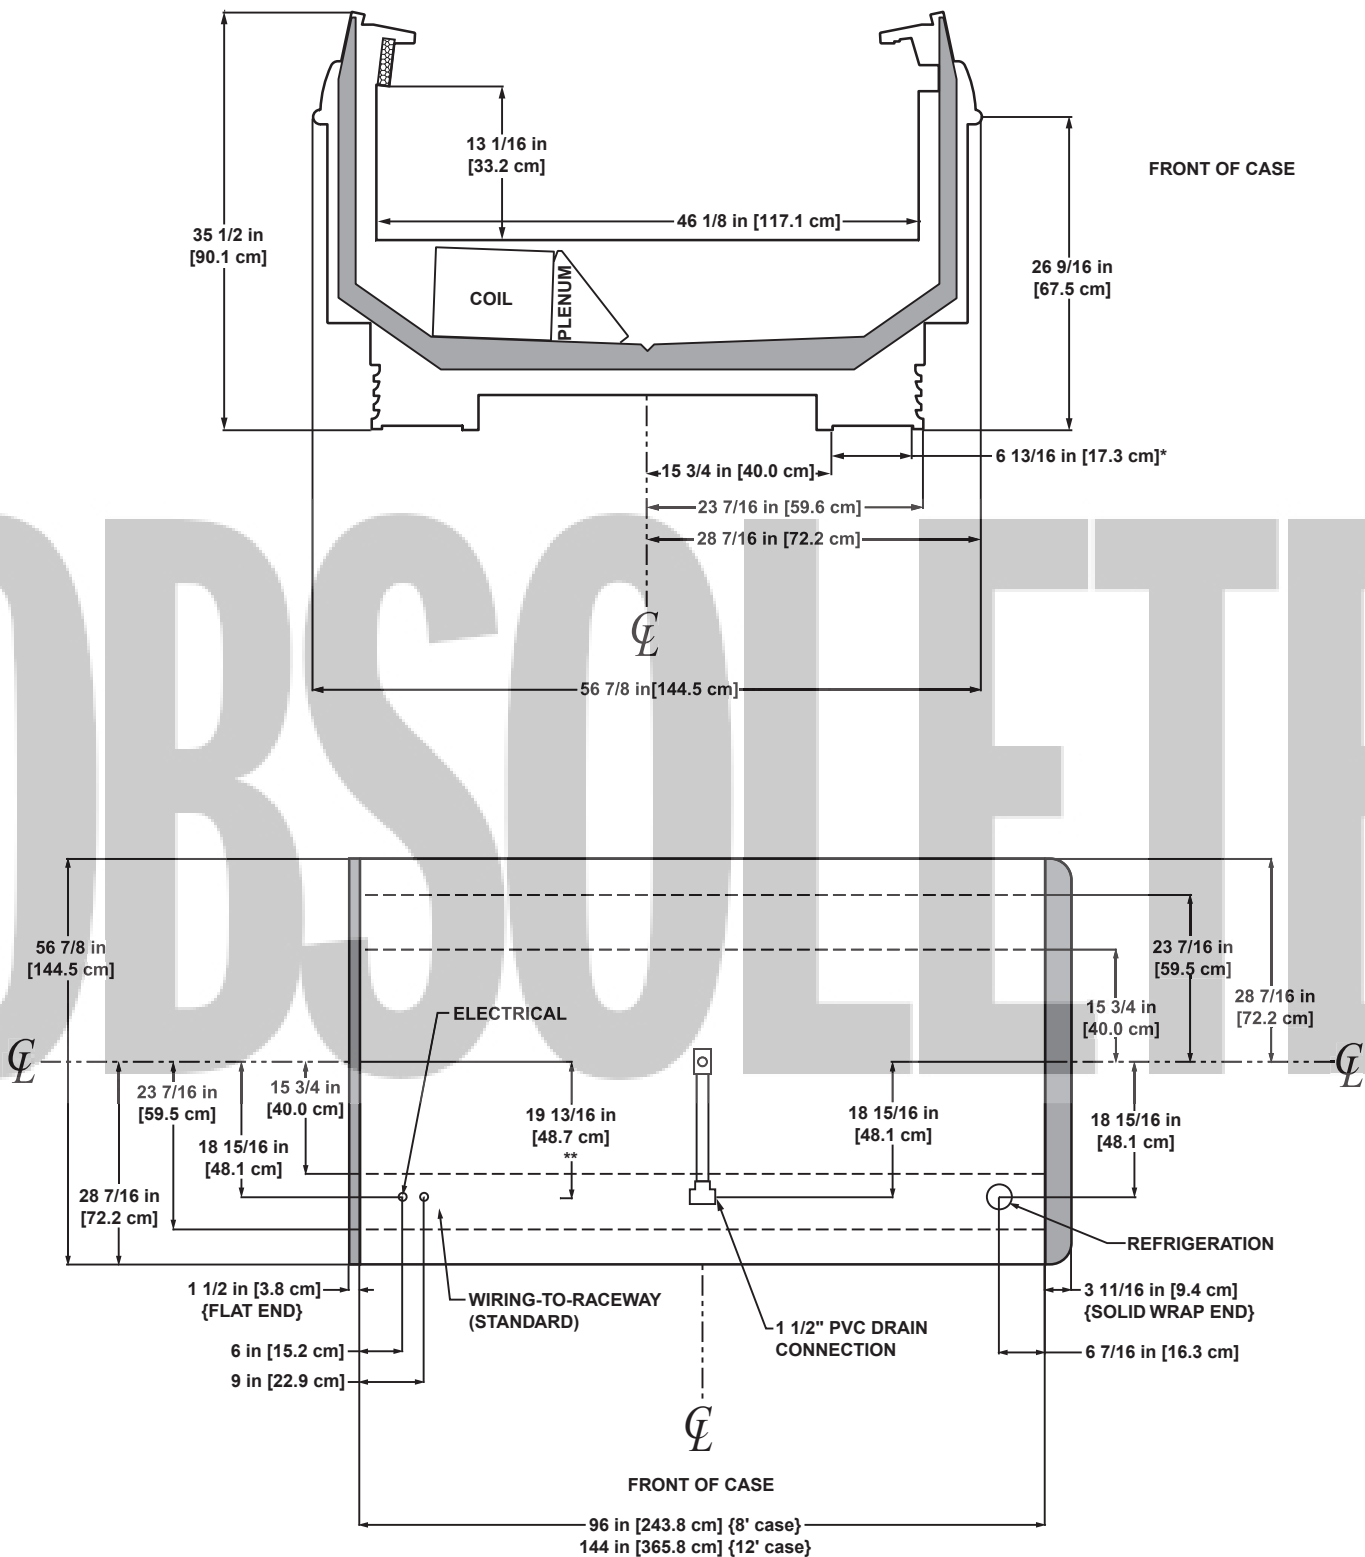 13 1/16 in
[33.2 cm]
FRONT OF CASE
46 1/8 in [117.1 cm]
35 1/2 in
[90.1 cm]
26 9/16 in
[67.5 cm]
COIL
PLENUM
6 13/16 in [17.3 cm]*
15 3/4 in [40.0 cm]
23 7/16 in [59.6 cm]
28 7/16 in [72.2 cm]
CL
56 7/8 in[144.5 cm]
OBSOLETE
56 7/8 in
[144.5 cm]
23 7/16 in
[59.5 cm]
28 7/16 in
[72.2 cm]
15 3/4 in
[40.0 cm]
ELECTRICAL
CL
CL
23 7/16 in
[59.5 cm]
15 3/4 in
[40.0 cm]
19 13/16 in
[48.7 cm]
**
18 15/16 in
[48.1 cm]
18 15/16 in
[48.1 cm]
18 15/16 in
[48.1 cm]
28 7/16 in
[72.2 cm]
REFRIGERATION
1 1/2 in [3.8 cm]
{FLAT END}
WIRING-TO-RACEWAY
(STANDARD)
1 1/2" PVC DRAIN
CONNECTION
3 11/16 in [9.4 cm]
{SOLID WRAP END}
6 in [15.2 cm]
6 7/16 in [16.3 cm]
9 in [22.9 cm]
CL
FRONT OF CASE
96 in [243.8 cm] {8' case}
144 in [365.8 cm] {12' case}